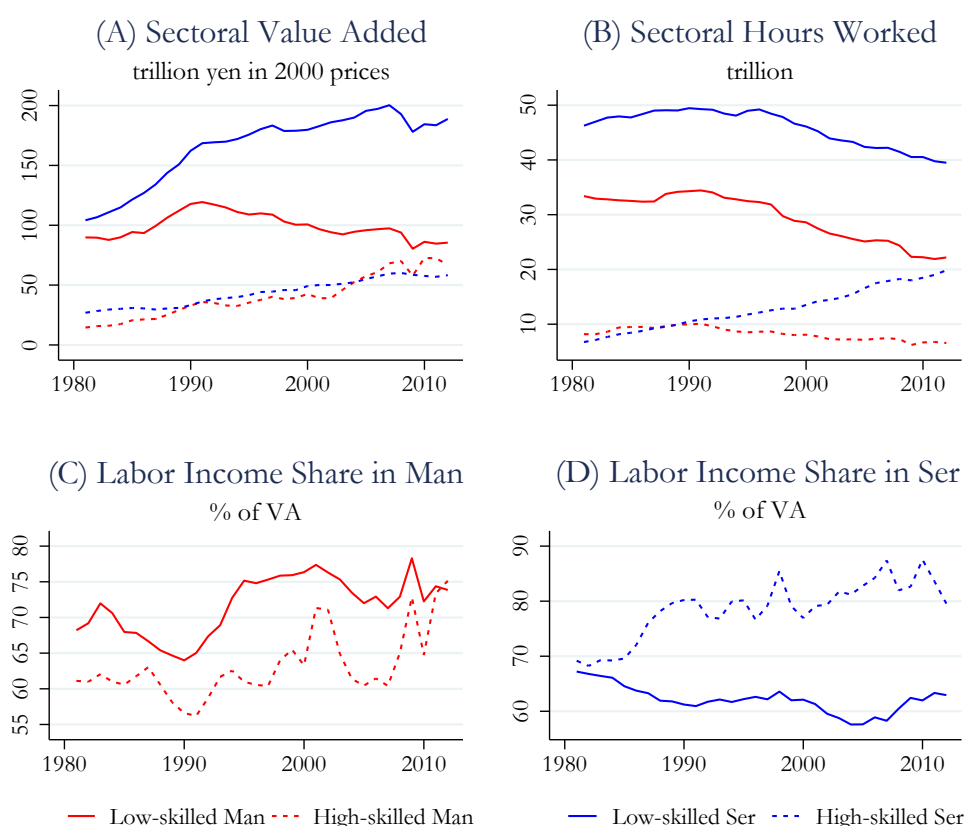 (A) Sectoral Value Added
trillion yen in 2000 prices
200
150
100
50
0
1980 1990 2000 2010
(B) Sectoral Hours Worked
trillion
50
40
30
20
10
1980 1990 2000 2010
(C) Labor Income Share in Man
% of VA
80
75
70
65
60
55
1980 1990 2000 2010
Low-skilled Man High-skilled Man
(D) Labor Income Share in Ser
% of VA
90
80
70
60
1980 1990 2000 2010
Low-skilled Ser High-skilled Ser